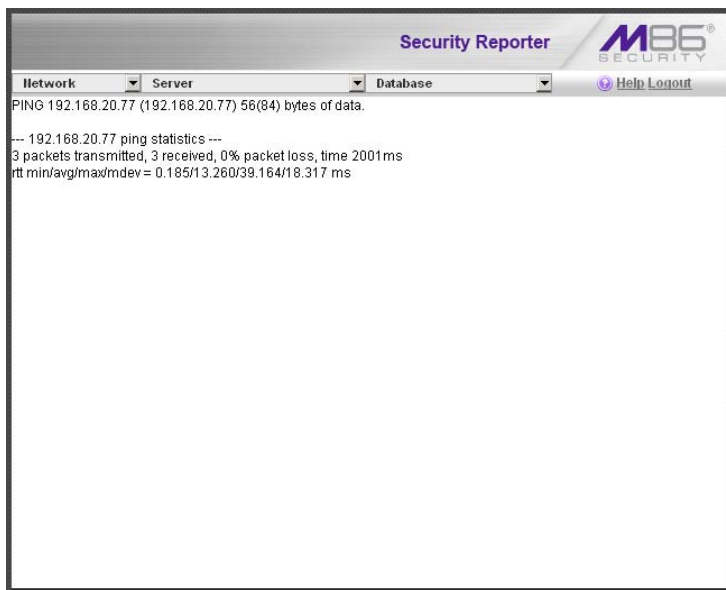 Security Reporter
M86®
SECURITY
Network Server Database Help Logout
PING 192.168.20.77 (192.168.20.77) 56(84) bytes of data.
--- 192.168.20.77 ping statistics ---
3 packets transmitted, 3 received, 0% packet loss, time 2001ms
rtt min/avg/max/mdev = 0.185/13.260/39.164/18.317 ms